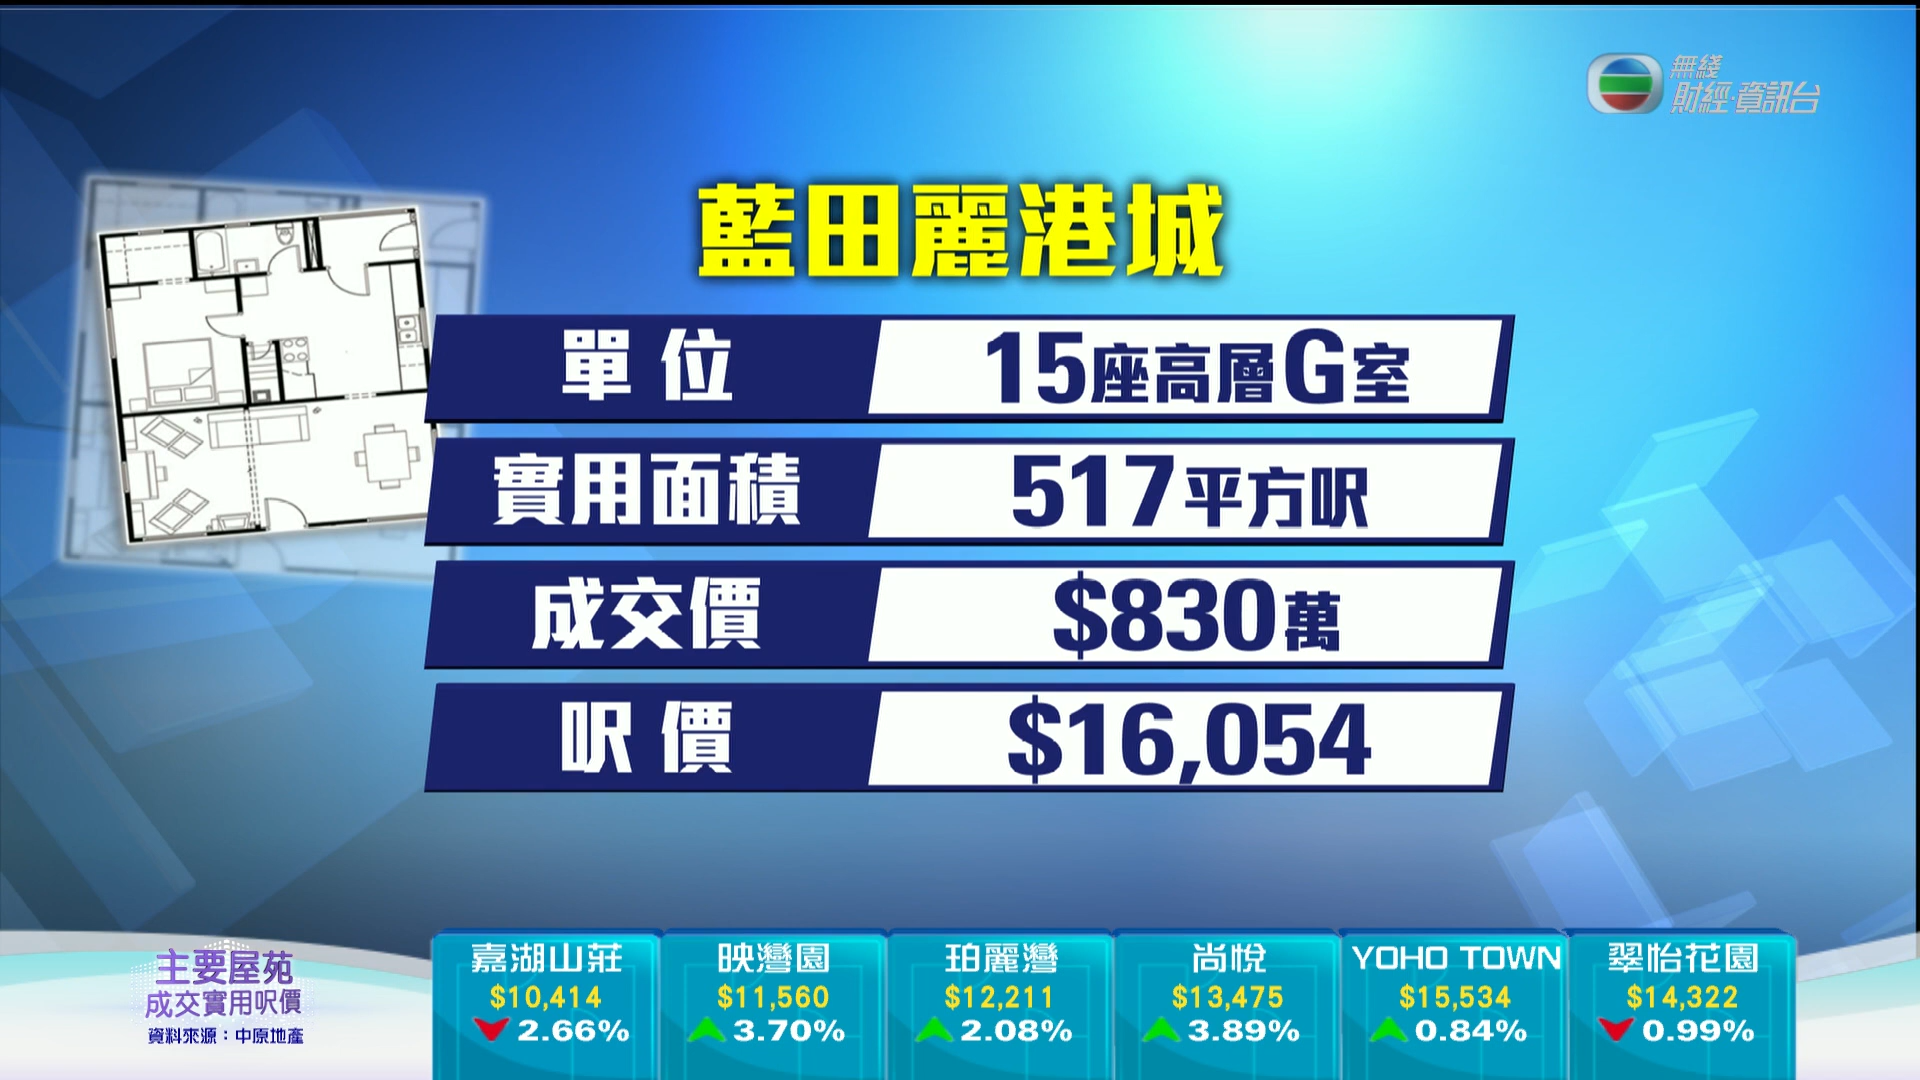 無綫
財經·資訊台
藍田麗港城
單位 15座高層G室
實用面積 517平方呎
成交價 $830萬
呎價 $16,054
主要屋苑
成交實用呎價
資料來源：中原地產
嘉湖山莊
$10,414
2.66%
映灣園
$11,560
3.70%
珀麗灣
$12,211
2.08%
尚悅
$13,475
3.89%
YOHO TOWN
$15,534
0.84%
翠怡花園
$14,322
0.99%